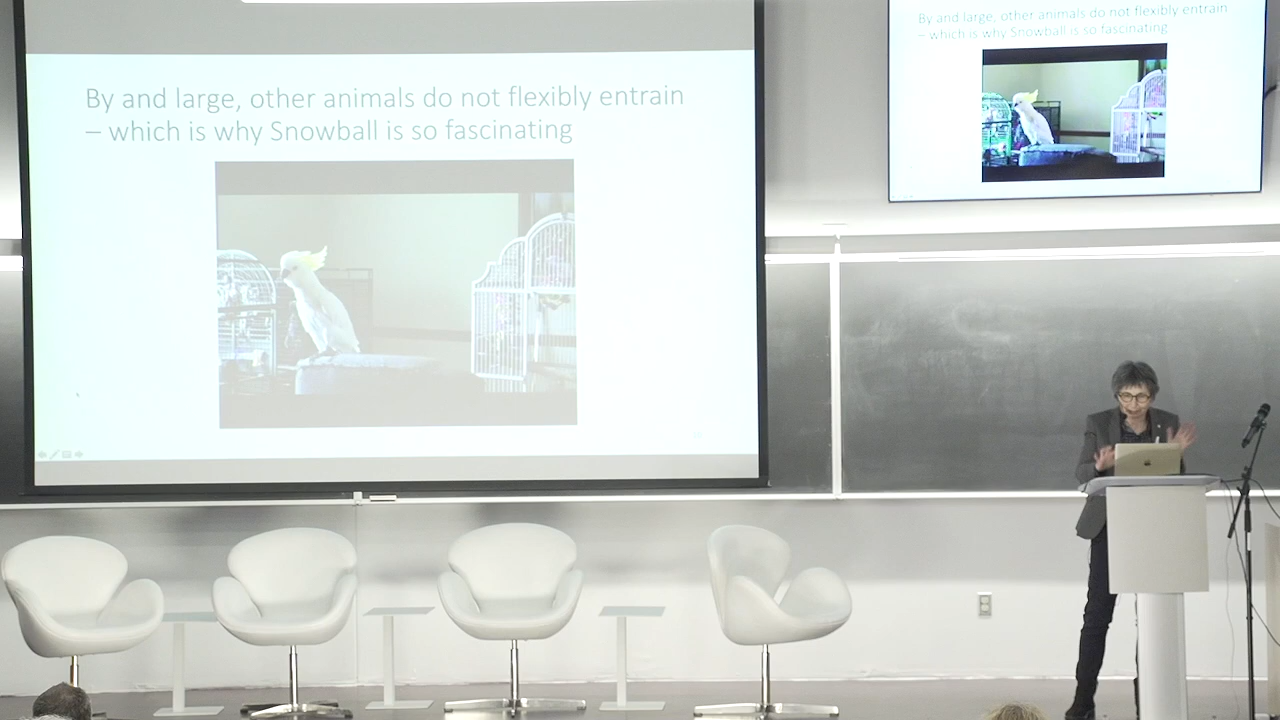 By and large, other animals do not flexibly entrain
– which is why Snowball is so fascinating
By and large, other animals do not flexibly entrain
– which is why Snowball is so fascinating